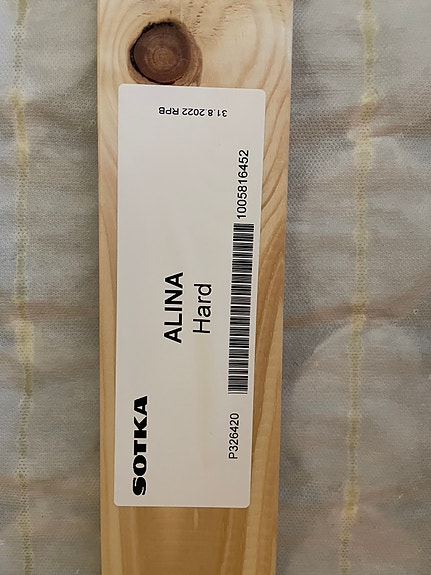 SOTKA
ALINA
Hard
P326420
1005816452
31.8.2022 RPB